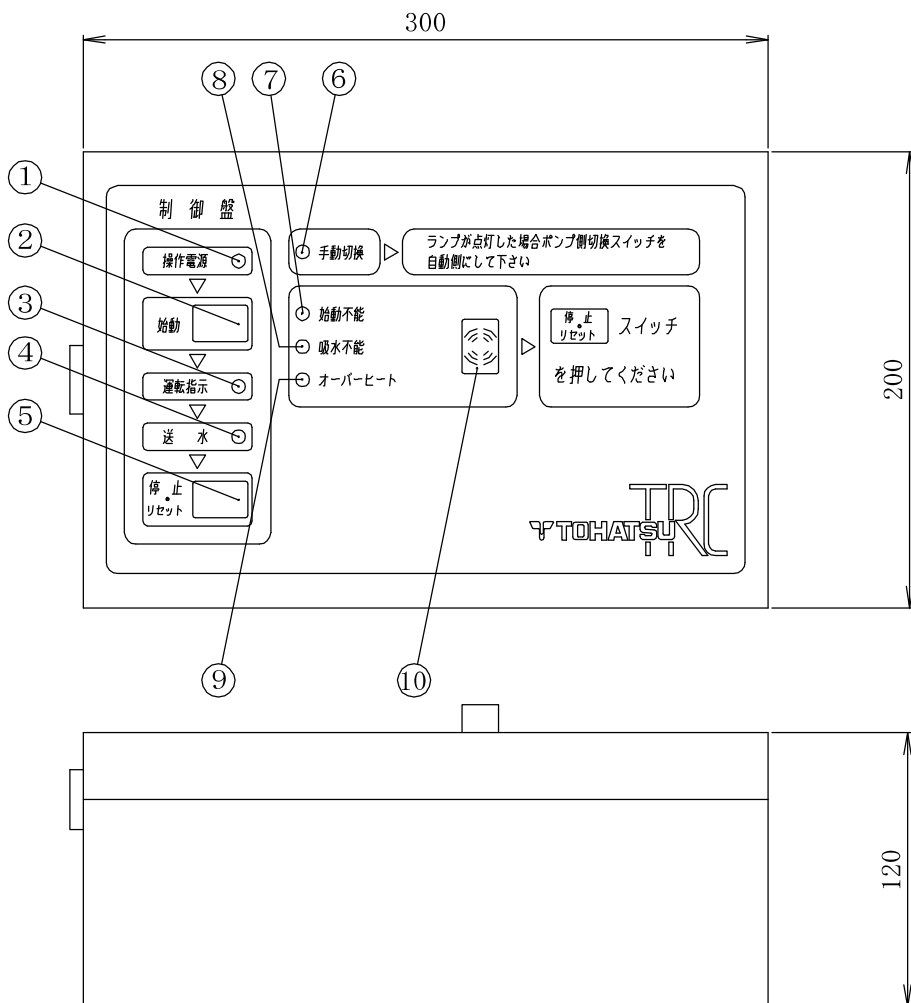 300
⑧ ⑦ ⑥
①
②
③
④
⑤
制御盤
操作電源
始動
運転指示
送 水
停・止
リセット
手動切換
ランプが点灯した場合ポンプ側切換スイッチを
自動側にして下さい
始動不能
吸水不能
オーバーヒート
停・止
リセット
スイッチ
を押してください
TRC
TOHATSU
200
⑨ ⑩
120